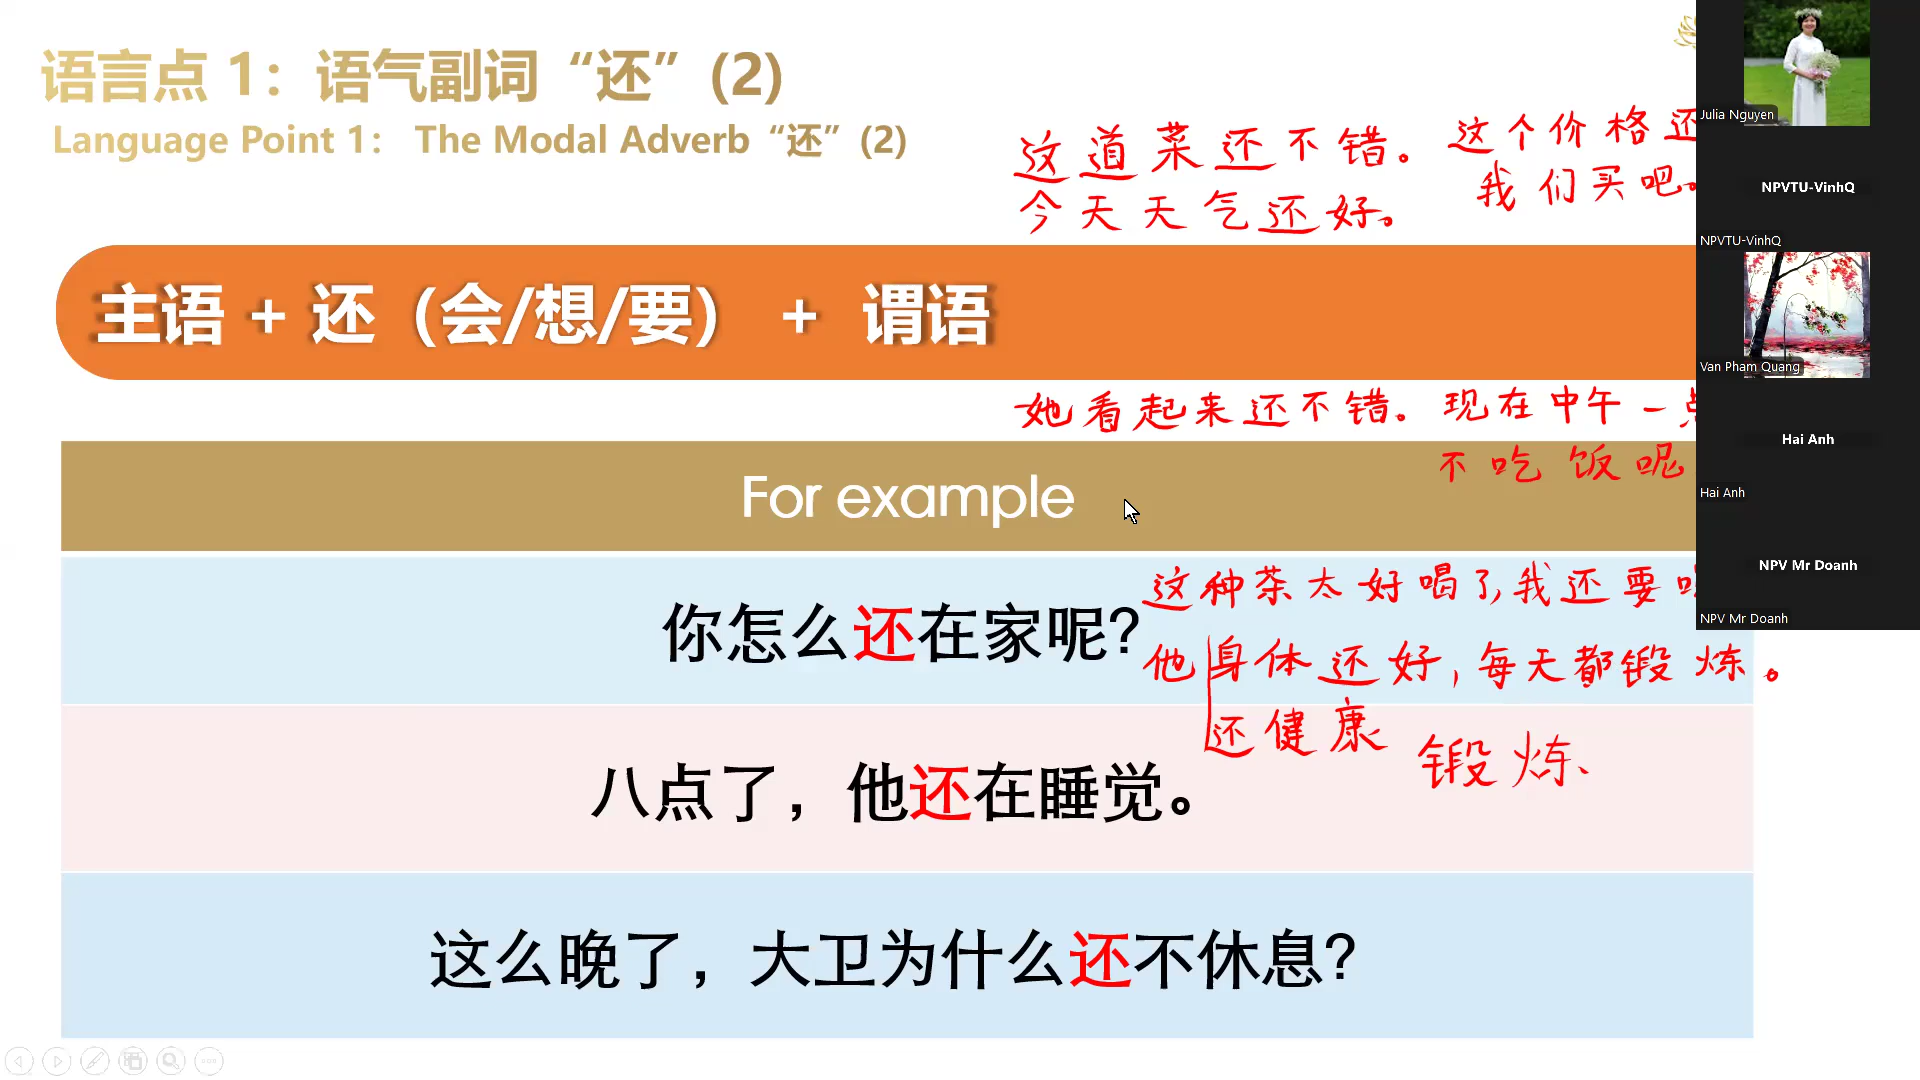 语言点 1：语气副词“还”(2)
Language Point 1： The Modal Adverb“还”(2)
这道菜还不错。
今天天气还好。
这个价格还
我们买吧。
主语 + 还（会/想/要） + 谓语
她看起来还不错.
现在中午一
不吃饭呢
For example
你怎么还在家呢?
这种茶太好喝了,我还要
他身体还好,每天都锻炼。
还健康
锻炼、
八点了，他还在睡觉。
这么晚了，大卫为什么还不休息?
Julia Nguyen
NPVTU-VinhQ
NPVTU-VinhQ
Van Pham Quang
Hai Anh
Hai Anh
NPV Mr Doanh
NPV Mr Doanh